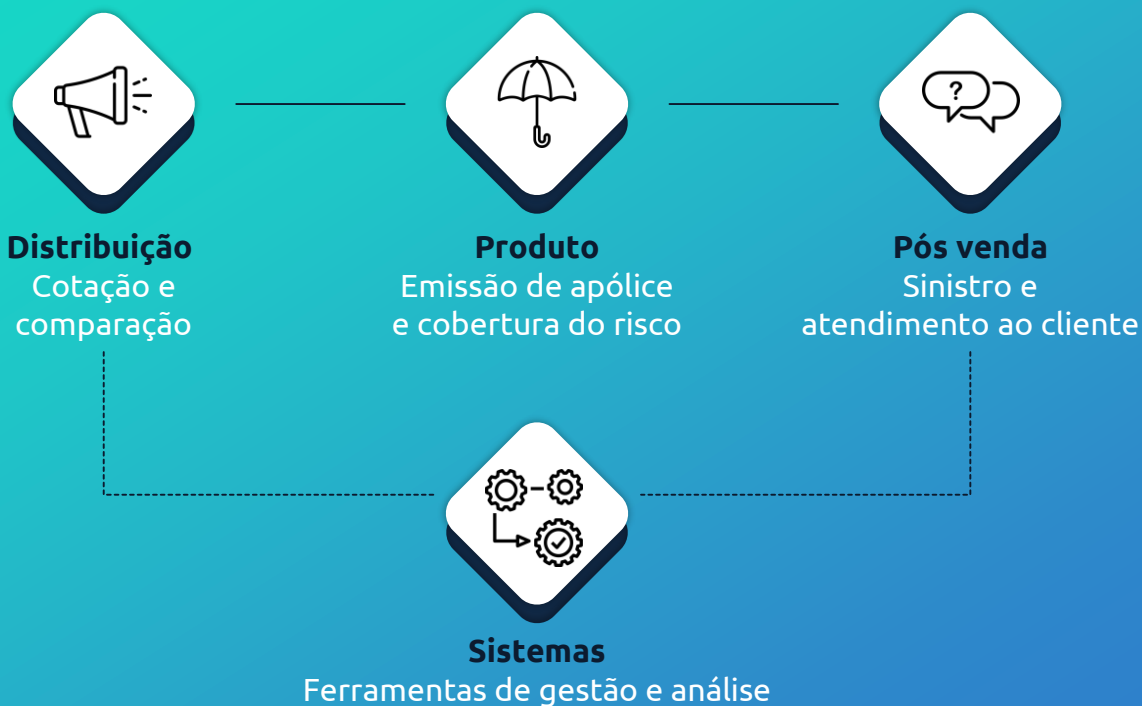 ?
Distribuição
Cotação e
comparação
Produto
Emissão de apólice
e cobertura do risco
Pós venda
Sinistro e
atendimento ao cliente
Sistemas
Ferramentas de gestão e análise